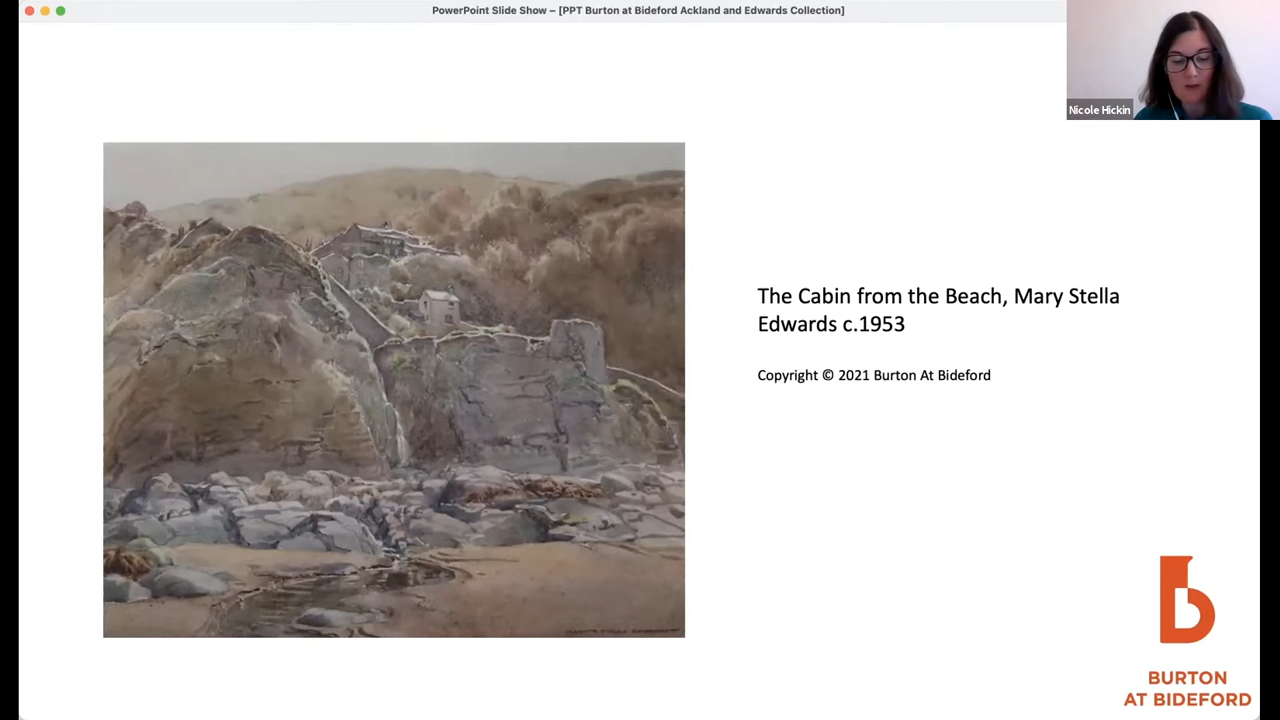 PowerPoint Slide Show – [PPT Burton at Bideford Ackland and Edwards Collection]
Nicole Hickin
The Cabin from the Beach, Mary Stella
Edwards c.1953
Copyright © 2021 Burton At Bideford
BURTON
AT BIDEFORD